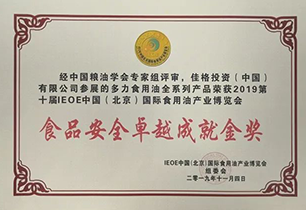 经中国粮油学会专家组评审，佳格投资（中国）
有限公司参展的多力食用油全系列产品荣获2019第
十届IEOE中国（北京）国际食用油产业博览会
食品安全卓越成就金奖
IEOE中国(北京)国际食用油产业博览会
组委会
二零一九年十一月四日